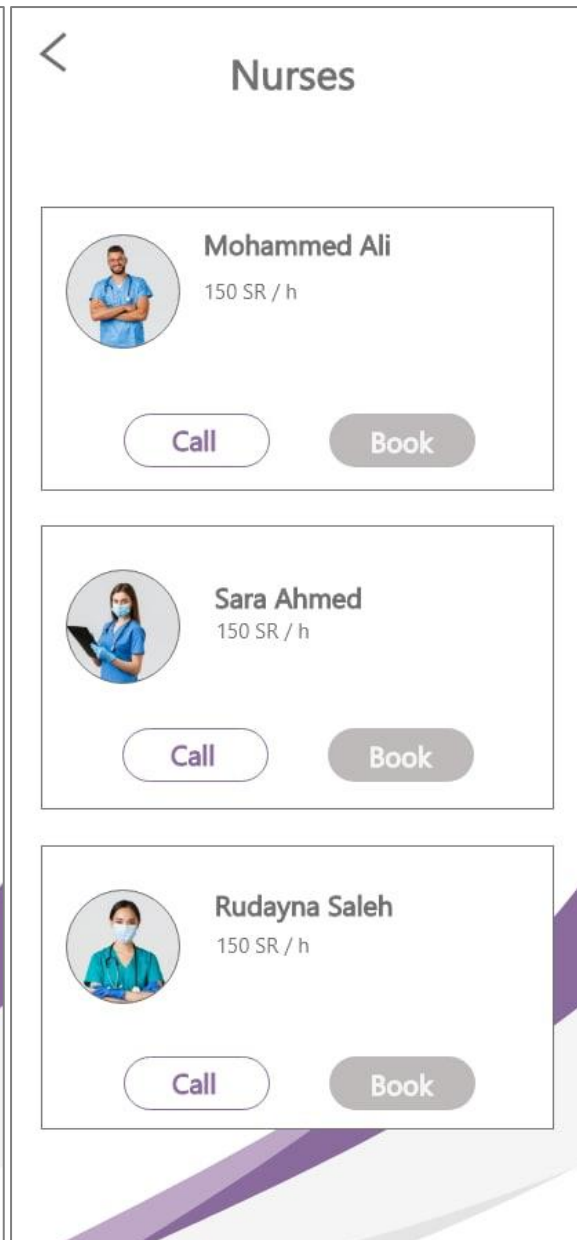 Nurses
Mohammed Ali
150 SR / h
Call
Book
Sara Ahmed
150 SR / h
Call
Book
Rudayna Saleh
150 SR / h
Call
Book